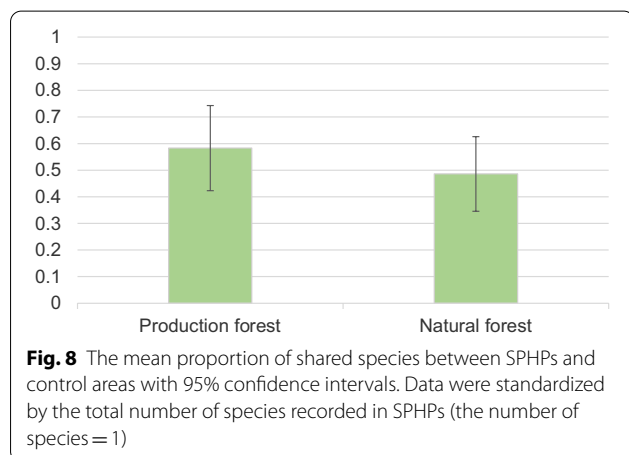 1
0.9
0.8
0.7
0.6
0.5
0.4
0.3
0.2
0.1
0
Production forest Natural forest
Fig. 8 The mean proportion of shared species between SPHPs and
control areas with 95% confidence intervals. Data were standardized
by the total number of species recorded in SPHPs (the number of
species = 1)